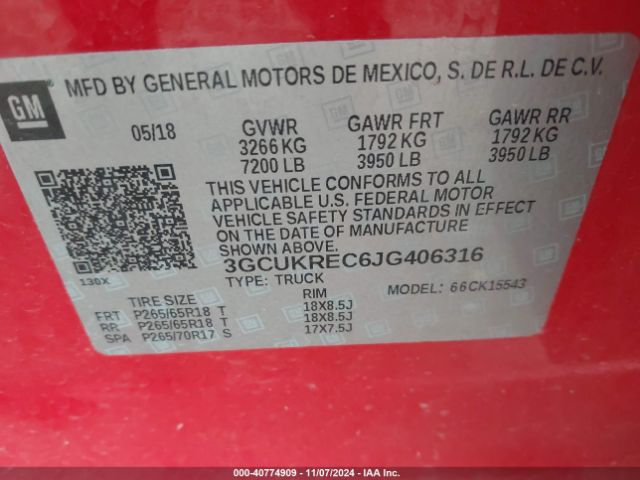 GM
MFD BY GENERAL MOTORS DE MEXICO, S. DE R.L. DE C.V.
05/18 GVWR GAWR FRT GAWR RR
3266 KG 1792 KG 1792 KG
7200 LB 3950 LB 3950 LB
THIS VEHICLE CONFORMS TO ALL
APPLICABLE U.S. FEDERAL MOTOR
VEHICLE SAFETY STANDARDS IN EFFECT
ON THE DATE OF MANUFACTURE
SHOWN ABOVE.
3GCUKREC6JG406316
130X TYPE: TRUCK MODEL: 66CK15543
TIRE SIZE RIM
FRT P265/65R18 T 18X8.5J
RR P265/65R18 T 18X8.5J
SPA P265/70R17 S 17X7.5J
000-40774909 - 11/07/2024 - IAA Inc.